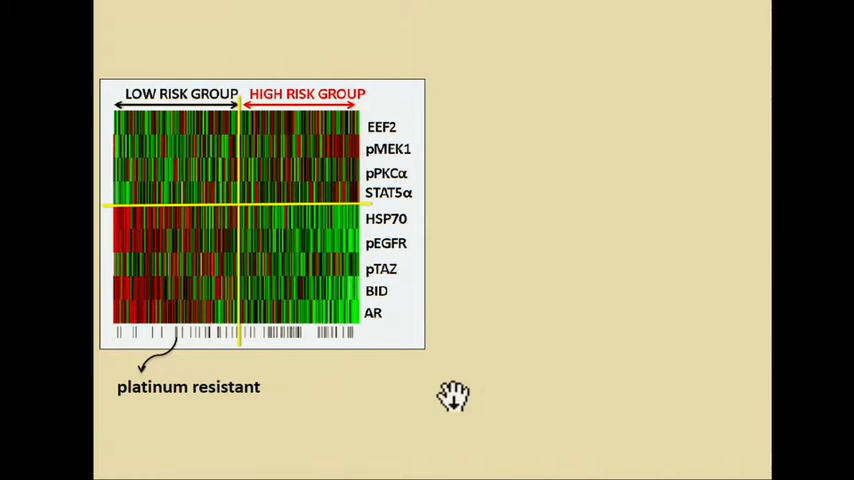 LOW RISK GROUP
HIGH RISK GROUP
EEF2
pMEK1
pPKCα
STAT5α
HSP70
pEGFR
pTAZ
BID
AR
platinum resistant